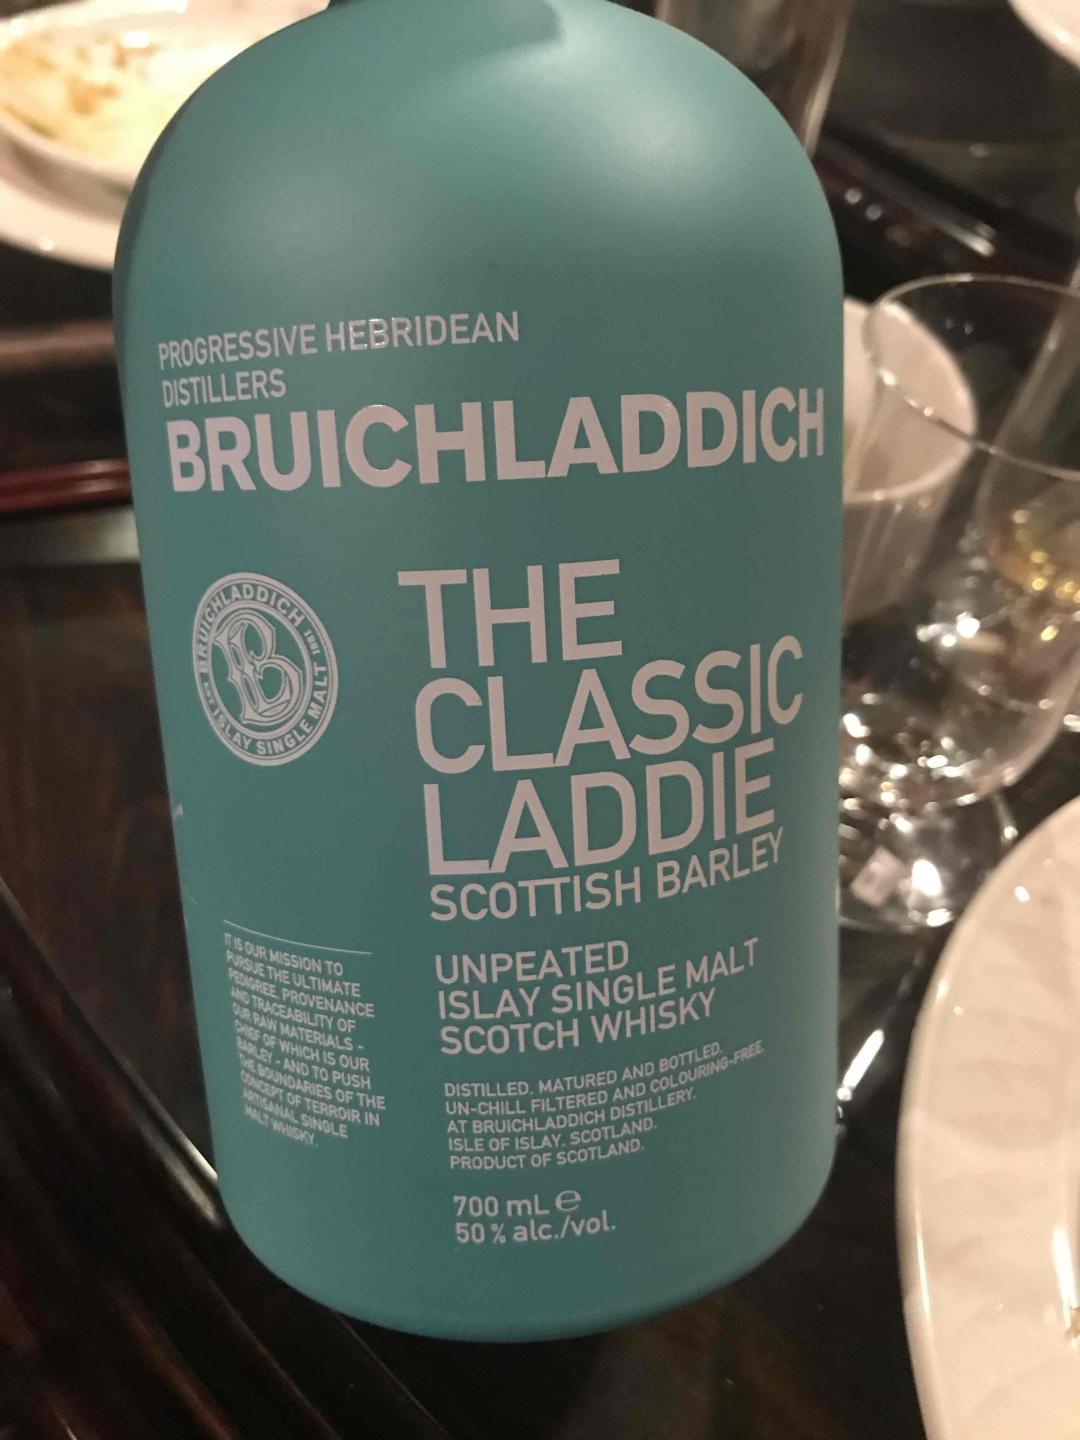 PROGRESSIVE HEBRIDEAN
DISTILLERS
BRUICHLADDICH
BRUICHLADDICH
ISLAY SINGLE MALT
1881
B
THE
CLASSIC
LADDIE
SCOTTISH BARLEY
UNPEATED
ISLAY SINGLE MALT
SCOTCH WHISKY
DISTILLED, MATURED AND BOTTLED,
UN-CHILL FILTERED AND COLOURING-FREE
AT BRUICHLADDICH DISTILLERY.
ISLE OF ISLAY. SCOTLAND.
PRODUCT OF SCOTLAND.
700 mL e
50% alc./vol.
IT IS OUR MISSION TO
PURSUE THE ULTIMATE
PEDIGREE, PROVENANCE
AND TRACEABILITY OF
OUR RAW MATERIALS -
CHIEF OF WHICH IS OUR
BARLEY - AND TO PUSH
THE BOUNDARIES OF THE
CONCEPT OF TERROIR IN
ARTISANAL SINGLE
MALT WHISKY.